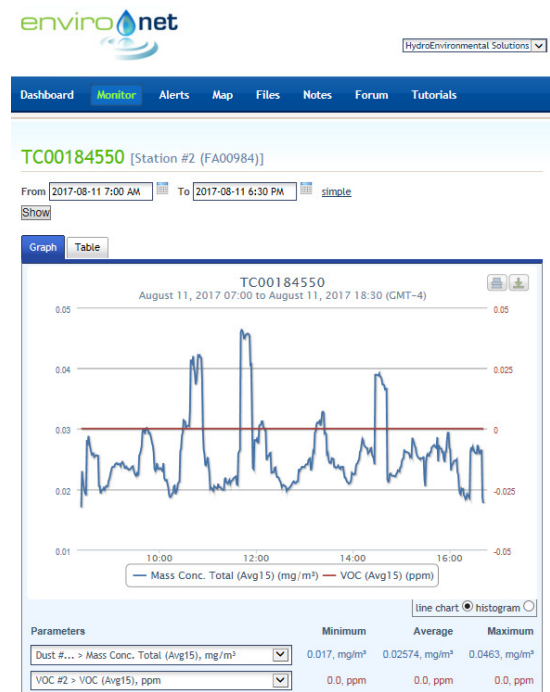 enviro net
HydroEnvironmental Solutions
Dashboard Monitor Alerts Map Files Notes Forum Tutorials
TC00184550 [Station #2 (FA00984)]
From 2017-08-11 7:00 AM To 2017-08-11 6:30 PM simple
Show
Graph Table
TC00184550
August 11, 2017 07:00 to August 11, 2017 18:30 (GMT-4)
0.05 0.05
0.04 0.025
0.03 0
0.02 -0.025
0.01 -0.05
10:00 12:00 14:00 16:00
Mass Conc. Total (Avg15) (mg/m³) VOC (Avg15) (ppm)
line chart histogram
Parameters Minimum Average Maximum
Dust #... > Mass Conc. Total (Avg15), mg/m³ 0.017, mg/m³ 0.02574, mg/m³ 0.0463, mg/m³
VOC #2 > VOC (Avg15), ppm 0.0, ppm 0.0, ppm 0.0, ppm